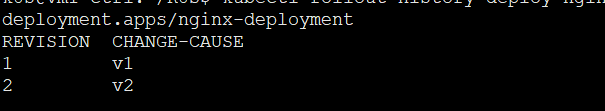 deployment.apps/nginx-deployment
REVISION  CHANGE-CAUSE
1         v1
2         v2